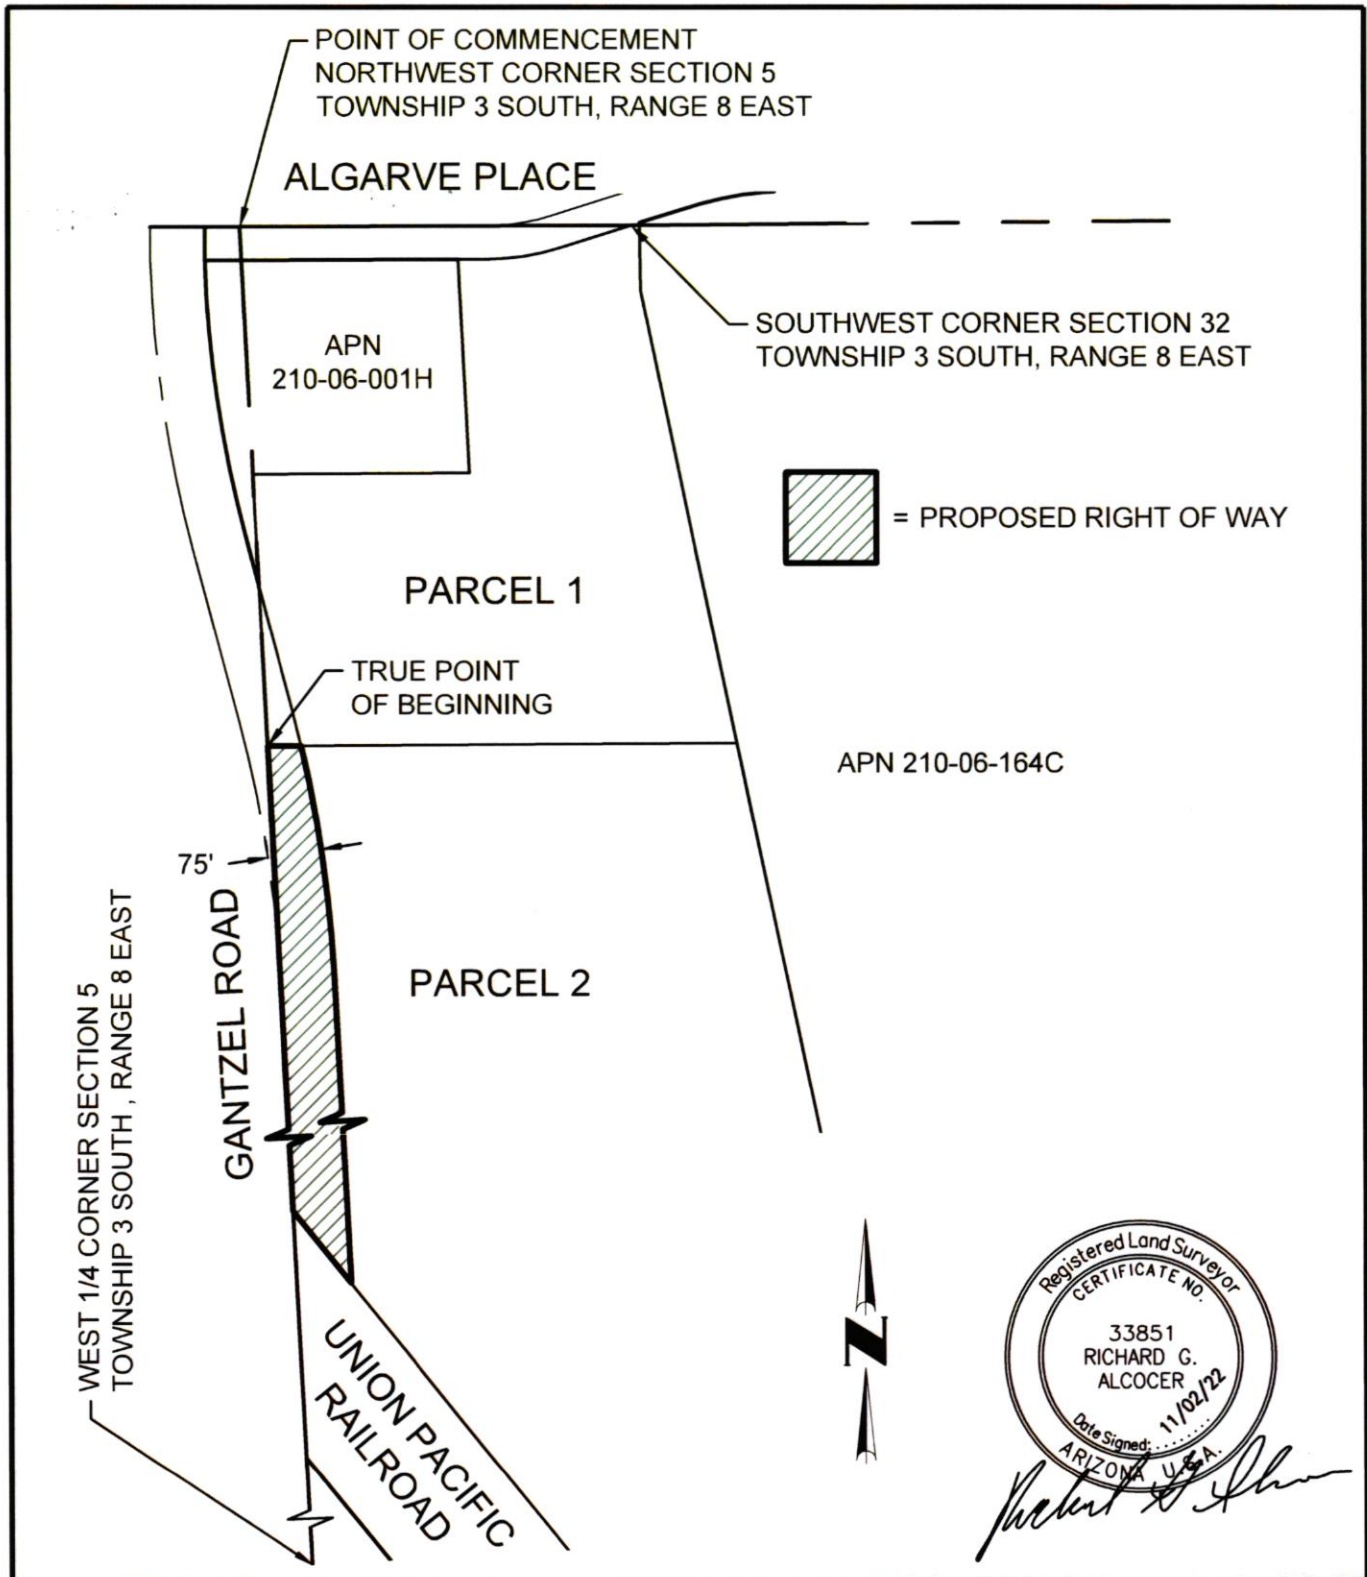 POINT OF COMMENCEMENT
NORTHWEST CORNER SECTION 5
TOWNSHIP 3 SOUTH, RANGE 8 EAST
ALGARVE PLACE
SOUTHWEST CORNER SECTION 32
TOWNSHIP 3 SOUTH, RANGE 8 EAST
APN
210-06-001H
= PROPOSED RIGHT OF WAY
PARCEL 1
TRUE POINT
OF BEGINNING
APN 210-06-164C
75'
GANTZEL ROAD
PARCEL 2
WEST 1/4 CORNER SECTION 5
TOWNSHIP 3 SOUTH, RANGE 8 EAST
UNION PACIFIC
RAILROAD
N
Registered Land Surveyor
CERTIFICATE NO.
33851
RICHARD G.
ALCOCER
Date Signed: 11/02/22
ARIZONA U.S.A.